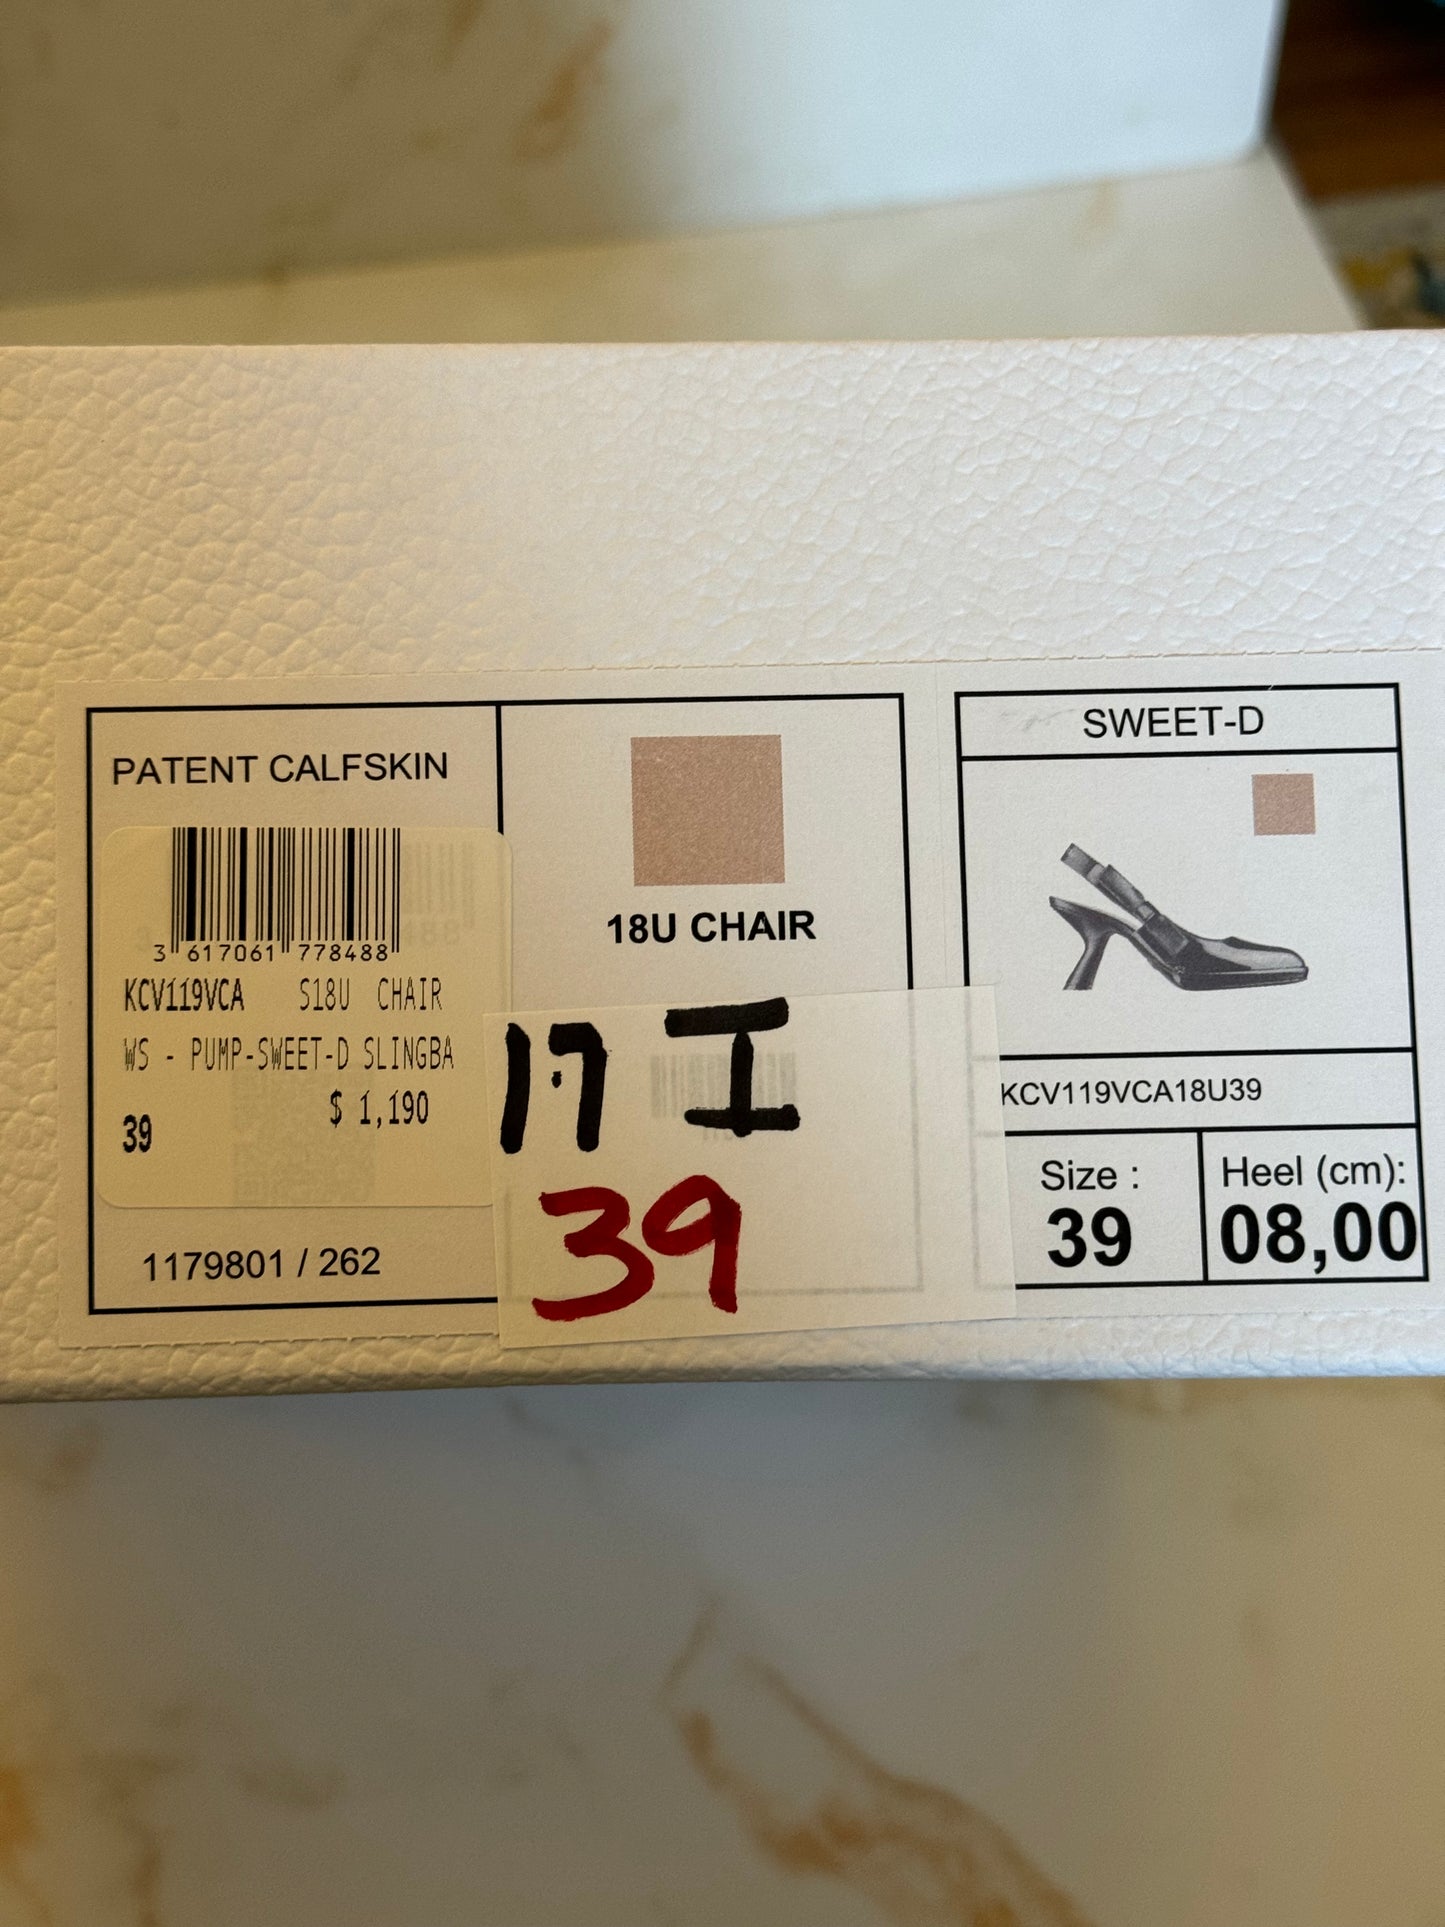 PATENT CALFSKIN
3 617061 778488
KCV119VCA S18U CHAIR
WS - PUMP-SWEET-D SLINGBA
$ 1,190
39
1179801 / 262
18U CHAIR
17 I
39
SWEET-D
KCV119VCA18U39
Size :
39
Heel (cm):
08,00